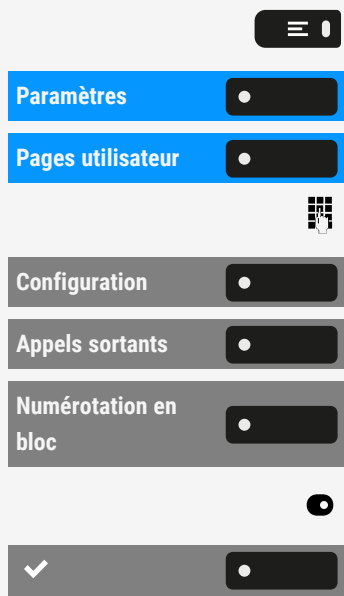 Paramètres
Pages utilisateur
Configuration
Appels sortants
Numérotation en
bloc